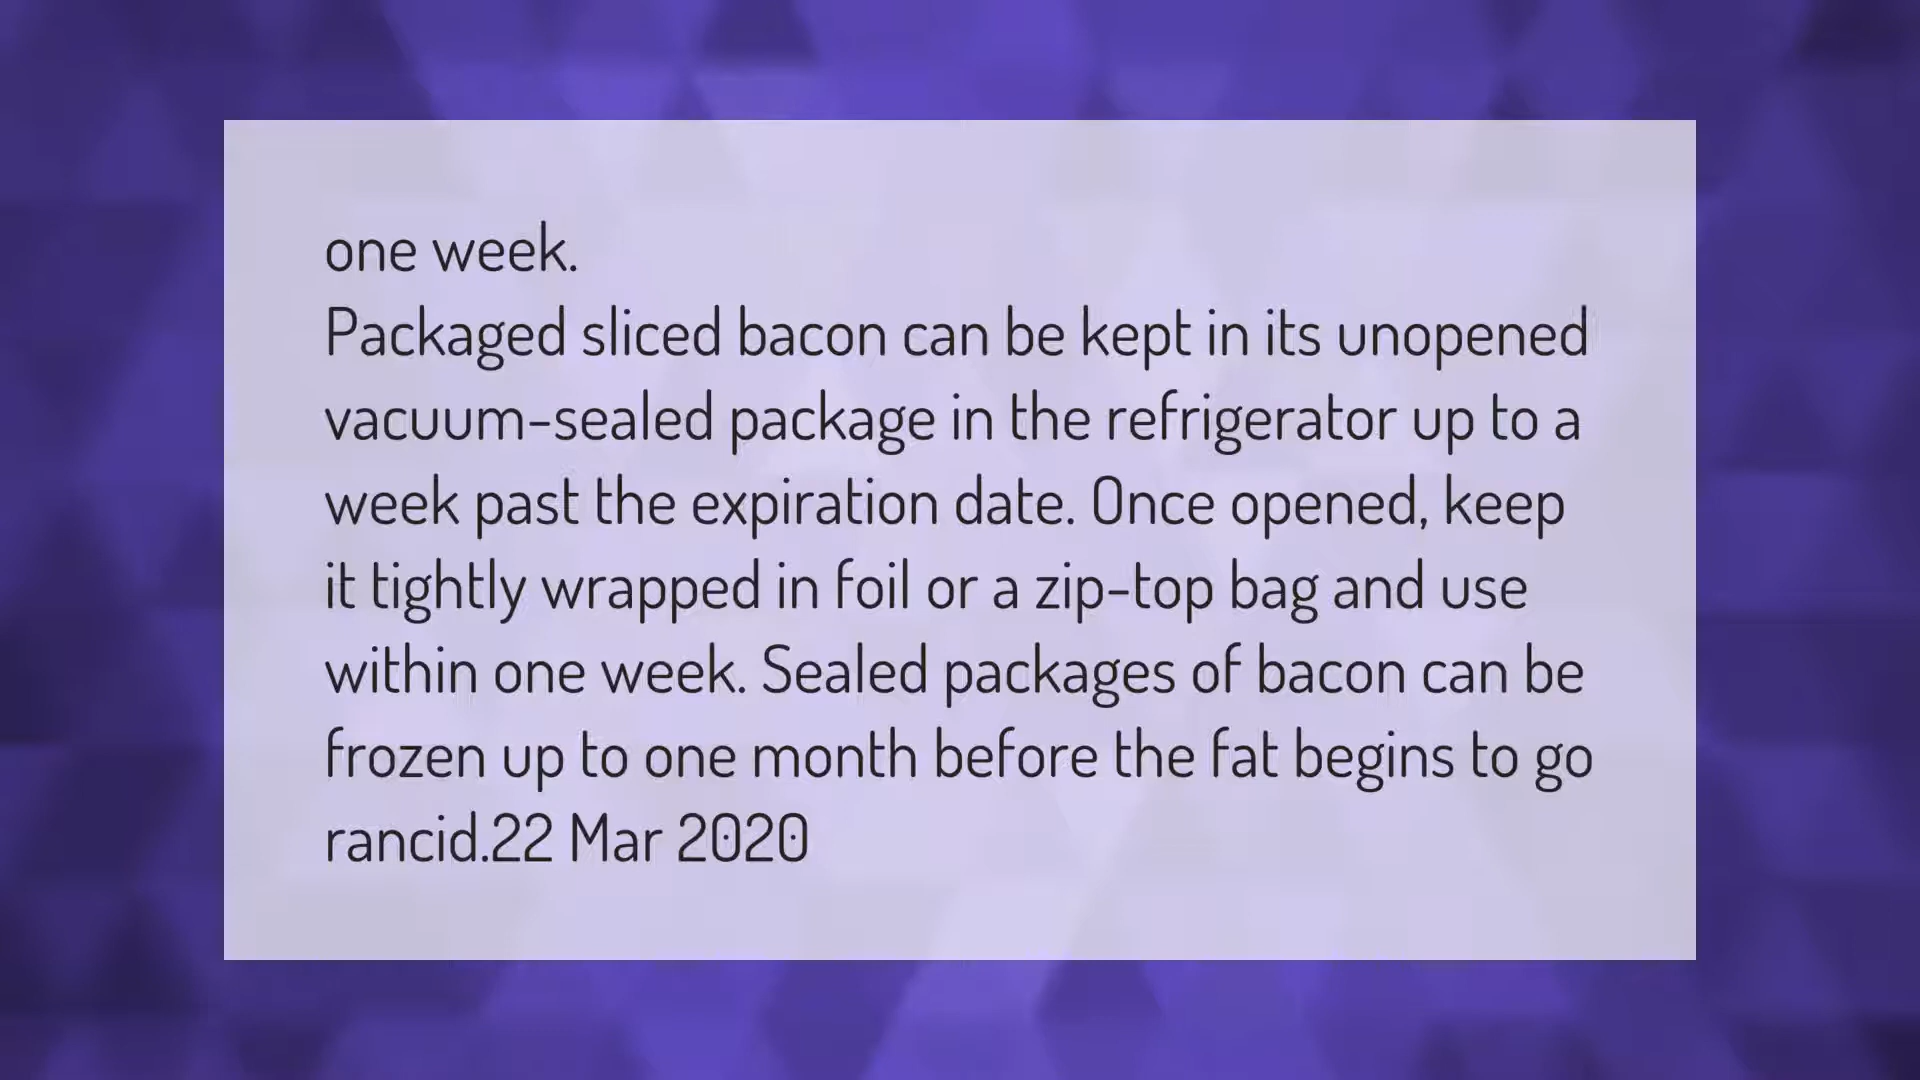 one week.
Packaged sliced bacon can be kept in its unopened
vacuum-sealed package in the refrigerator up to a
week past the expiration date. Once opened, keep
it tightly wrapped in foil or a zip-top bag and use
within one week. Sealed packages of bacon can be
frozen up to one month before the fat begins to go
rancid.22 Mar 2020